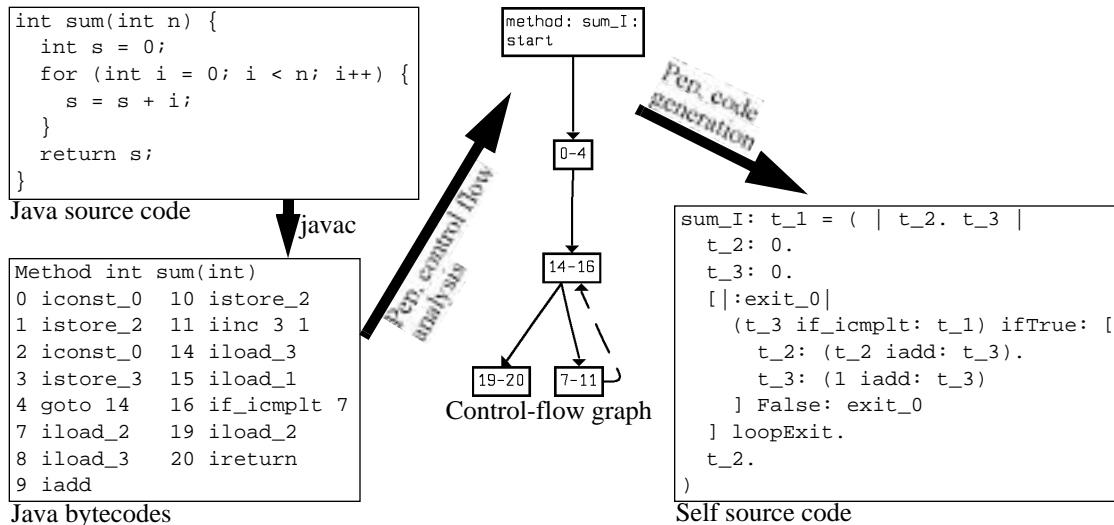 int sum(int n) {
int s = 0;
for (int i = 0; i < n; i++) {
s = s + i;
}
return s;
}
Java source code
javac
Method int sum(int)
0 iconst_0 10 istore_2
1 istore_2 11 iinc 3 1
2 iconst_0 14 iload_3
3 istore_3 15 iload_1
4 goto 14 16 if_icmplt 7
7 iload_2 19 iload_2
8 iload_3 20 ireturn
9 iadd
Java bytecodes
Pep, control flow
analysis
method: sum_I:
start
0-4
14-16
19-20
7-11
Control-flow graph
Pep, code
generation
sum_I: t_1 = ( | t_2. t_3 |
t_2: 0.
t_3: 0.
[|:exit_0|
(t_3 if_icmplt: t_1) ifTrue: [
t_2: (t_2 iadd: t_3).
t_3: (1 iadd: t_3)
] False: exit_0
] loopExit.
t_2.
)
Self source code